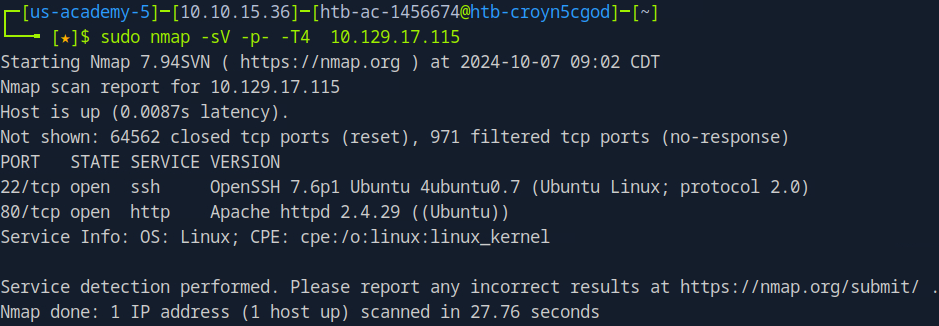 ┌─[us-academy-5]─[10.10.15.36]─[htb-ac-1456674@htb-croyn5cgod]─[~]
└──╼ [★]$ sudo nmap -sV -p- -T4  10.129.17.115
Starting Nmap 7.94SVN ( https://nmap.org ) at 2024-10-07 09:02 CDT
Nmap scan report for 10.129.17.115
Host is up (0.0087s latency).
Not shown: 64562 closed tcp ports (reset), 971 filtered tcp ports (no-response)
PORT   STATE SERVICE VERSION
22/tcp open  ssh     OpenSSH 7.6p1 Ubuntu 4ubuntu0.7 (Ubuntu Linux; protocol 2.0)
80/tcp open  http    Apache httpd 2.4.29 ((Ubuntu))
Service Info: OS: Linux; CPE: cpe:/o:linux:linux_kernel

Service detection performed. Please report any incorrect results at https://nmap.org/submit/ .
Nmap done: 1 IP address (1 host up) scanned in 27.76 seconds